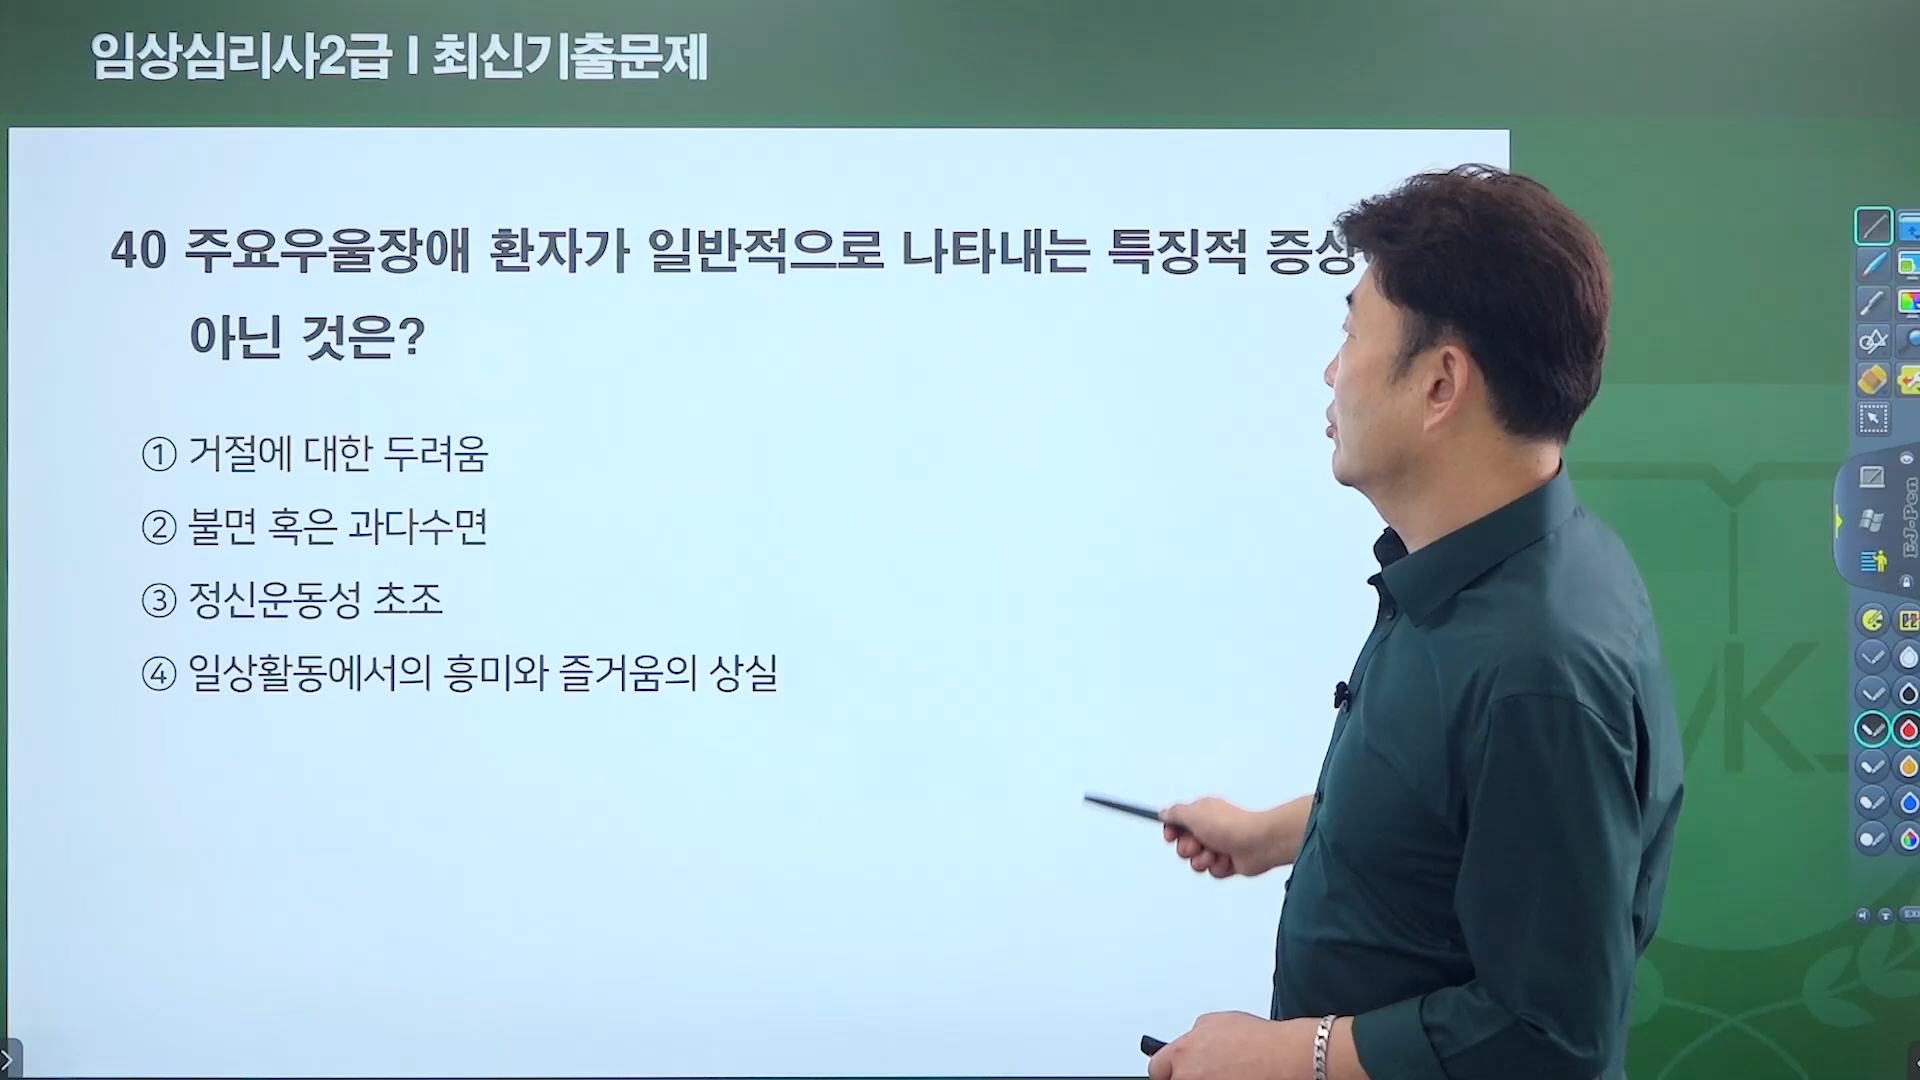 임상심리사2급 I 최신기출문제
40 주요우울장애 환자가 일반적으로 나타내는 특징적 증상
아닌 것은?
① 거절에 대한 두려움
② 불면 혹은 과다수면
③ 정신운동성 초조
④ 일상활동에서의 흥미와 즐거움의 상실
EJ-Pen